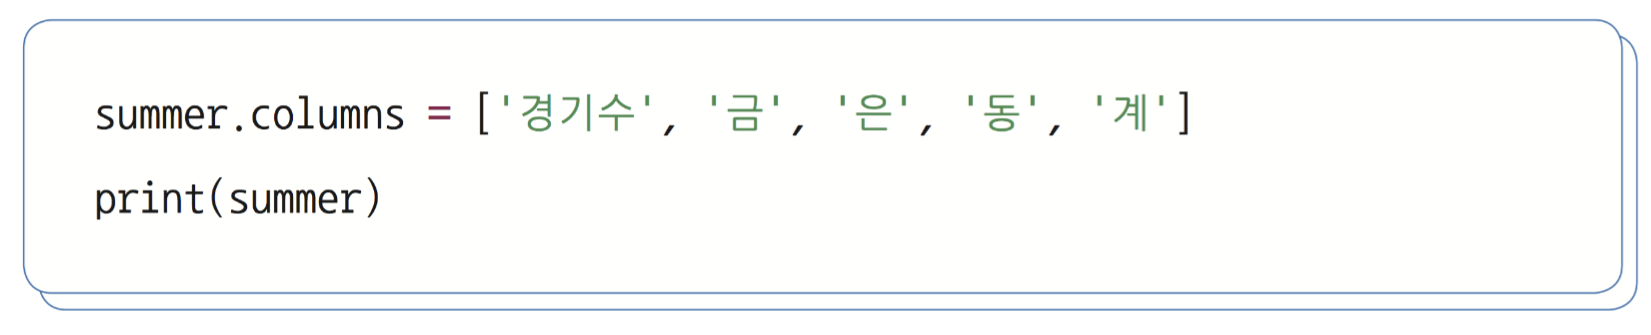 summer.columns = ['경기수', '금', '은', '동', '계']
print(summer)